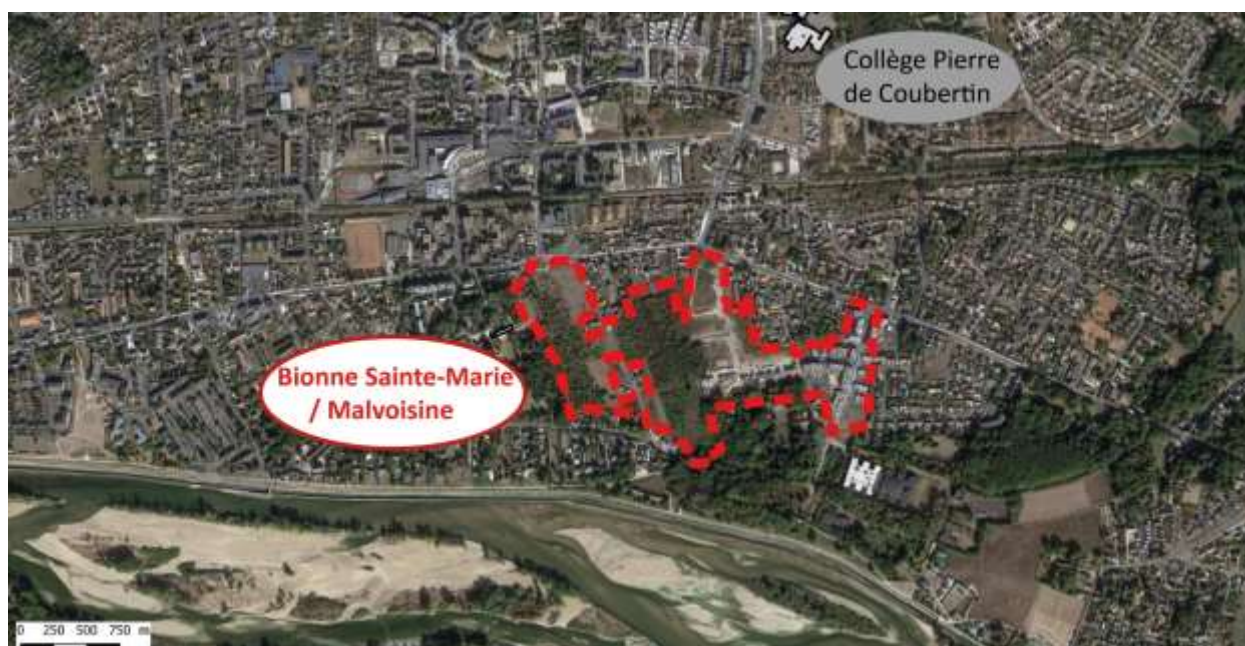 Collège Pierre
de Coubertin
Bionne Sainte-Marie
/ Malvoisine
0 250 500 750 m